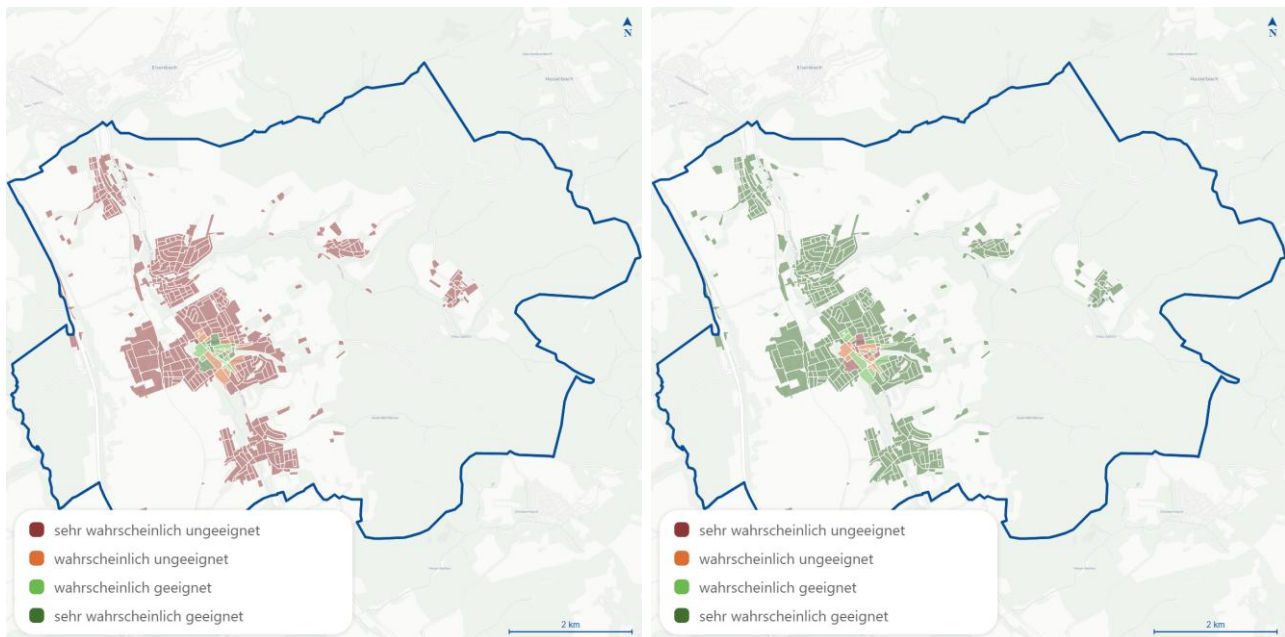 N
sehr wahrscheinlich ungeeignet
wahrscheinlich ungeeignet
wahrscheinlich geeignet
sehr wahrscheinlich geeignet
2 km
N
sehr wahrscheinlich ungeeignet
wahrscheinlich ungeeignet
wahrscheinlich geeignet
sehr wahrscheinlich geeignet
2 km